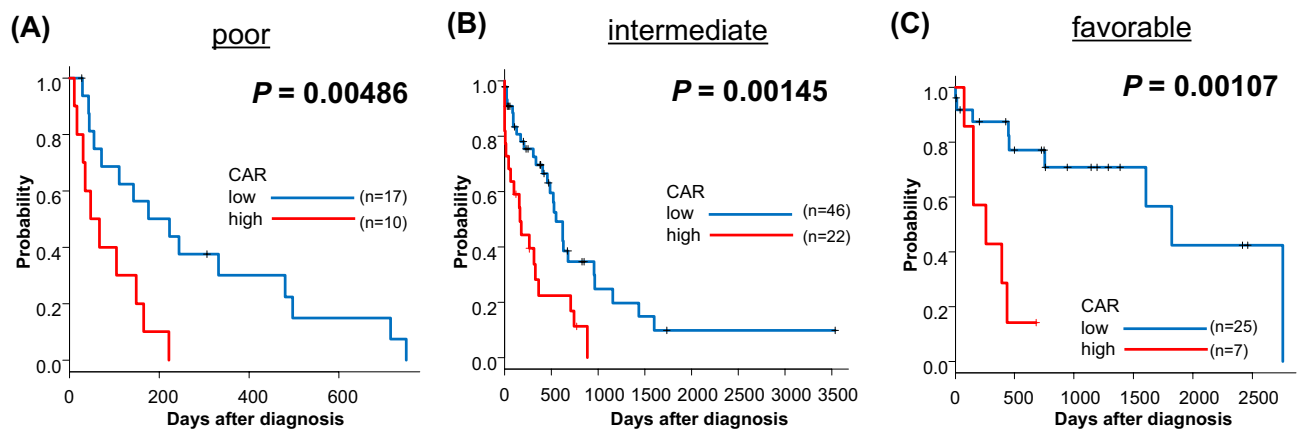 (A)
poor
P = 0.00486
CAR
low (n=17)
high (n=10)
Probability
1.0
0.8
0.6
0.4
0.2
0.0
0 200 400 600
Days after diagnosis
(B)
intermediate
P = 0.00145
CAR
low (n=46)
high (n=22)
Probability
1.0
0.8
0.6
0.4
0.2
0.0
0 500 1000 1500 2000 2500 3000 3500
Days after diagnosis
(C)
favorable
P = 0.00107
CAR
low (n=25)
high (n=7)
Probability
1.0
0.8
0.6
0.4
0.2
0.0
0 500 1000 1500 2000 2500
Days after diagnosis